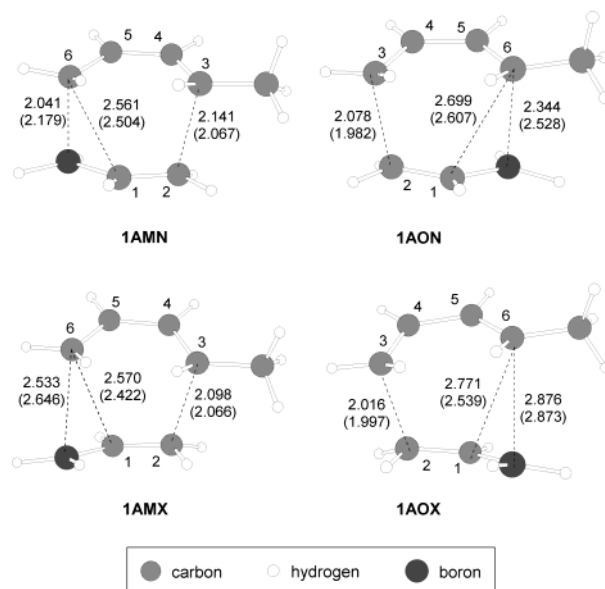 5 4
6
3
2.041 2.561 2.141
(2.179) (2.504) (2.067)
1 2
1AMN
4 5
3 6
2.078 2.699 2.344
(1.982) (2.607) (2.528)
2 1
1AON
5 4
6
3
2.533 2.570 2.098
(2.646) (2.422) (2.066)
1 2
1AMX
4 5
3 6
2.016 2.771 2.876
(1.997) (2.539) (2.873)
2 1
1AOX
carbon hydrogen boron